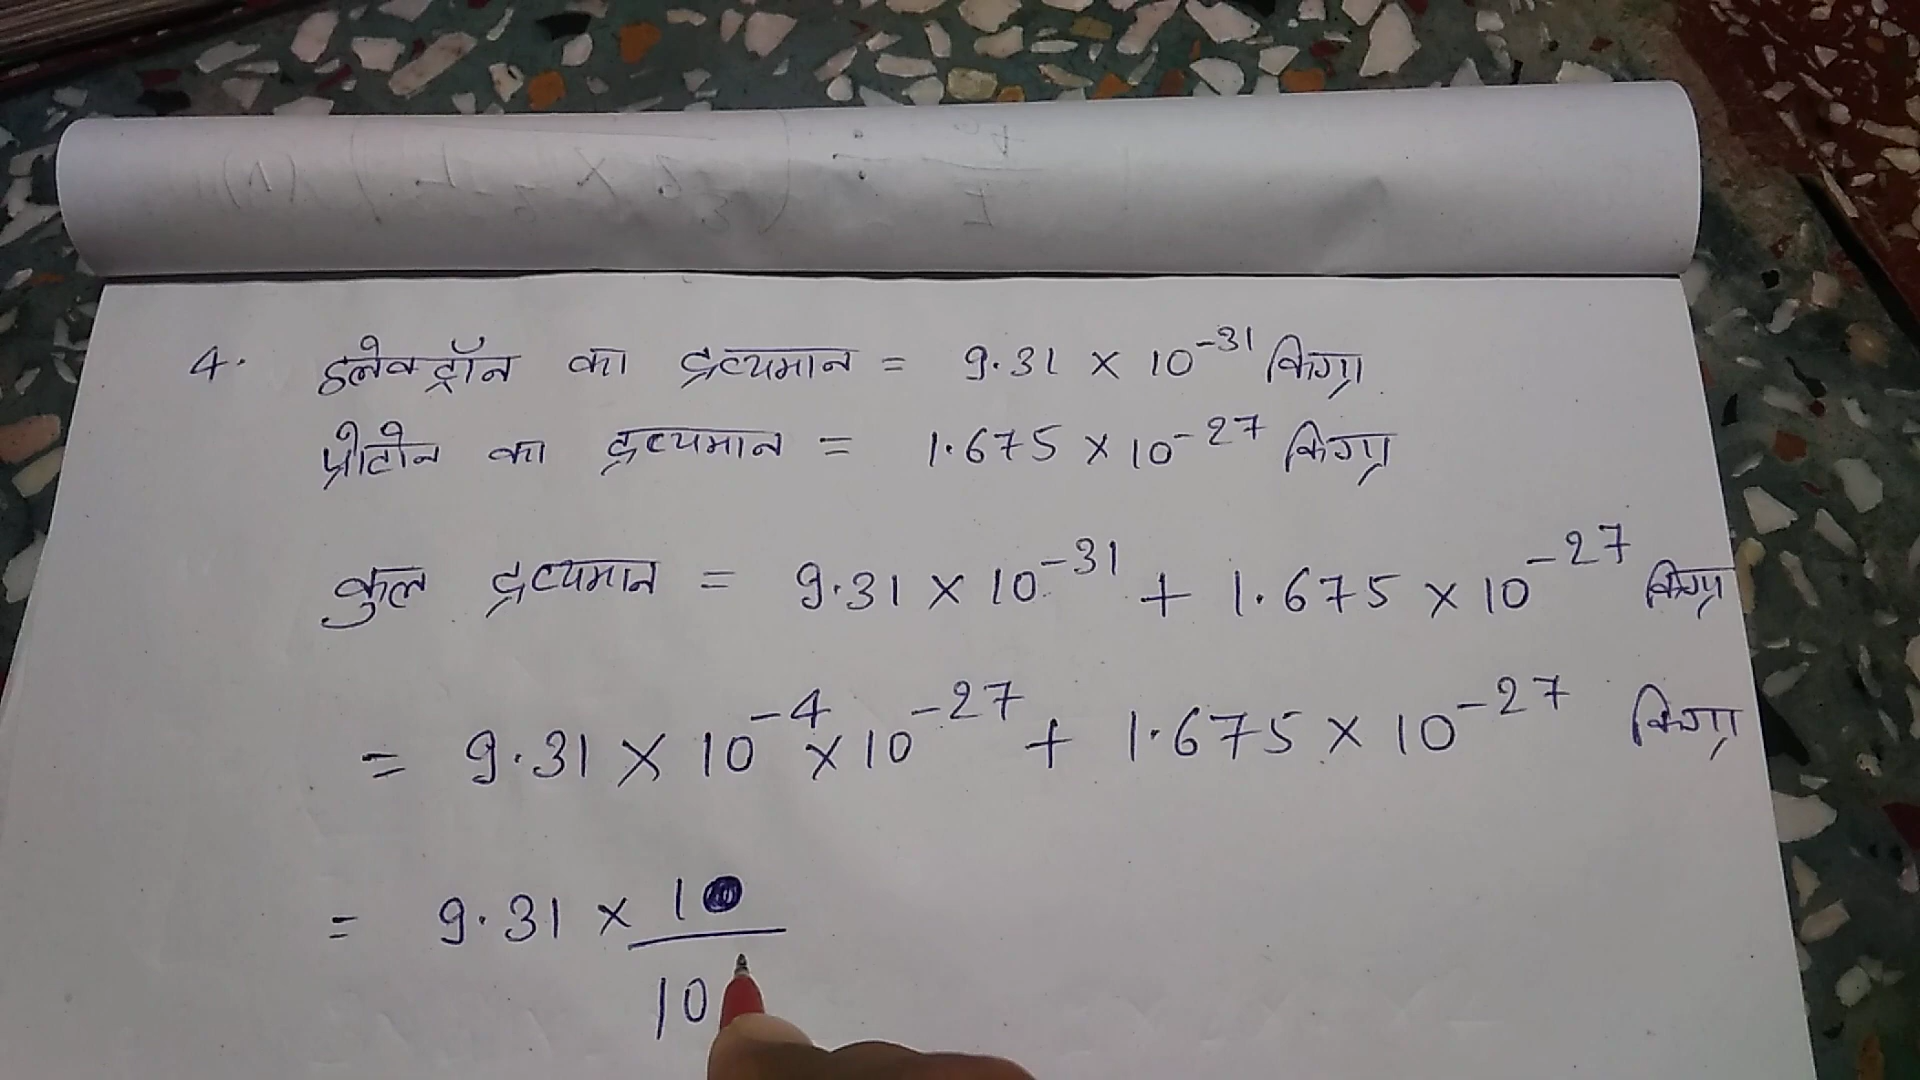 4. इलेक्ट्रॉन का द्रव्यमान = 9.31 × 10⁻³¹ किग्रा
प्रोटोन का द्रव्यमान = 1.675 × 10⁻²⁷ किग्रा
कुल द्रव्यमान = 9.31 × 10⁻³¹ + 1.675 × 10⁻²⁷ किग्रा
= 9.31 × 10⁻⁴ × 10⁻²⁷ + 1.675 × 10⁻²⁷ किग्रा
= 9.31 × 1/10